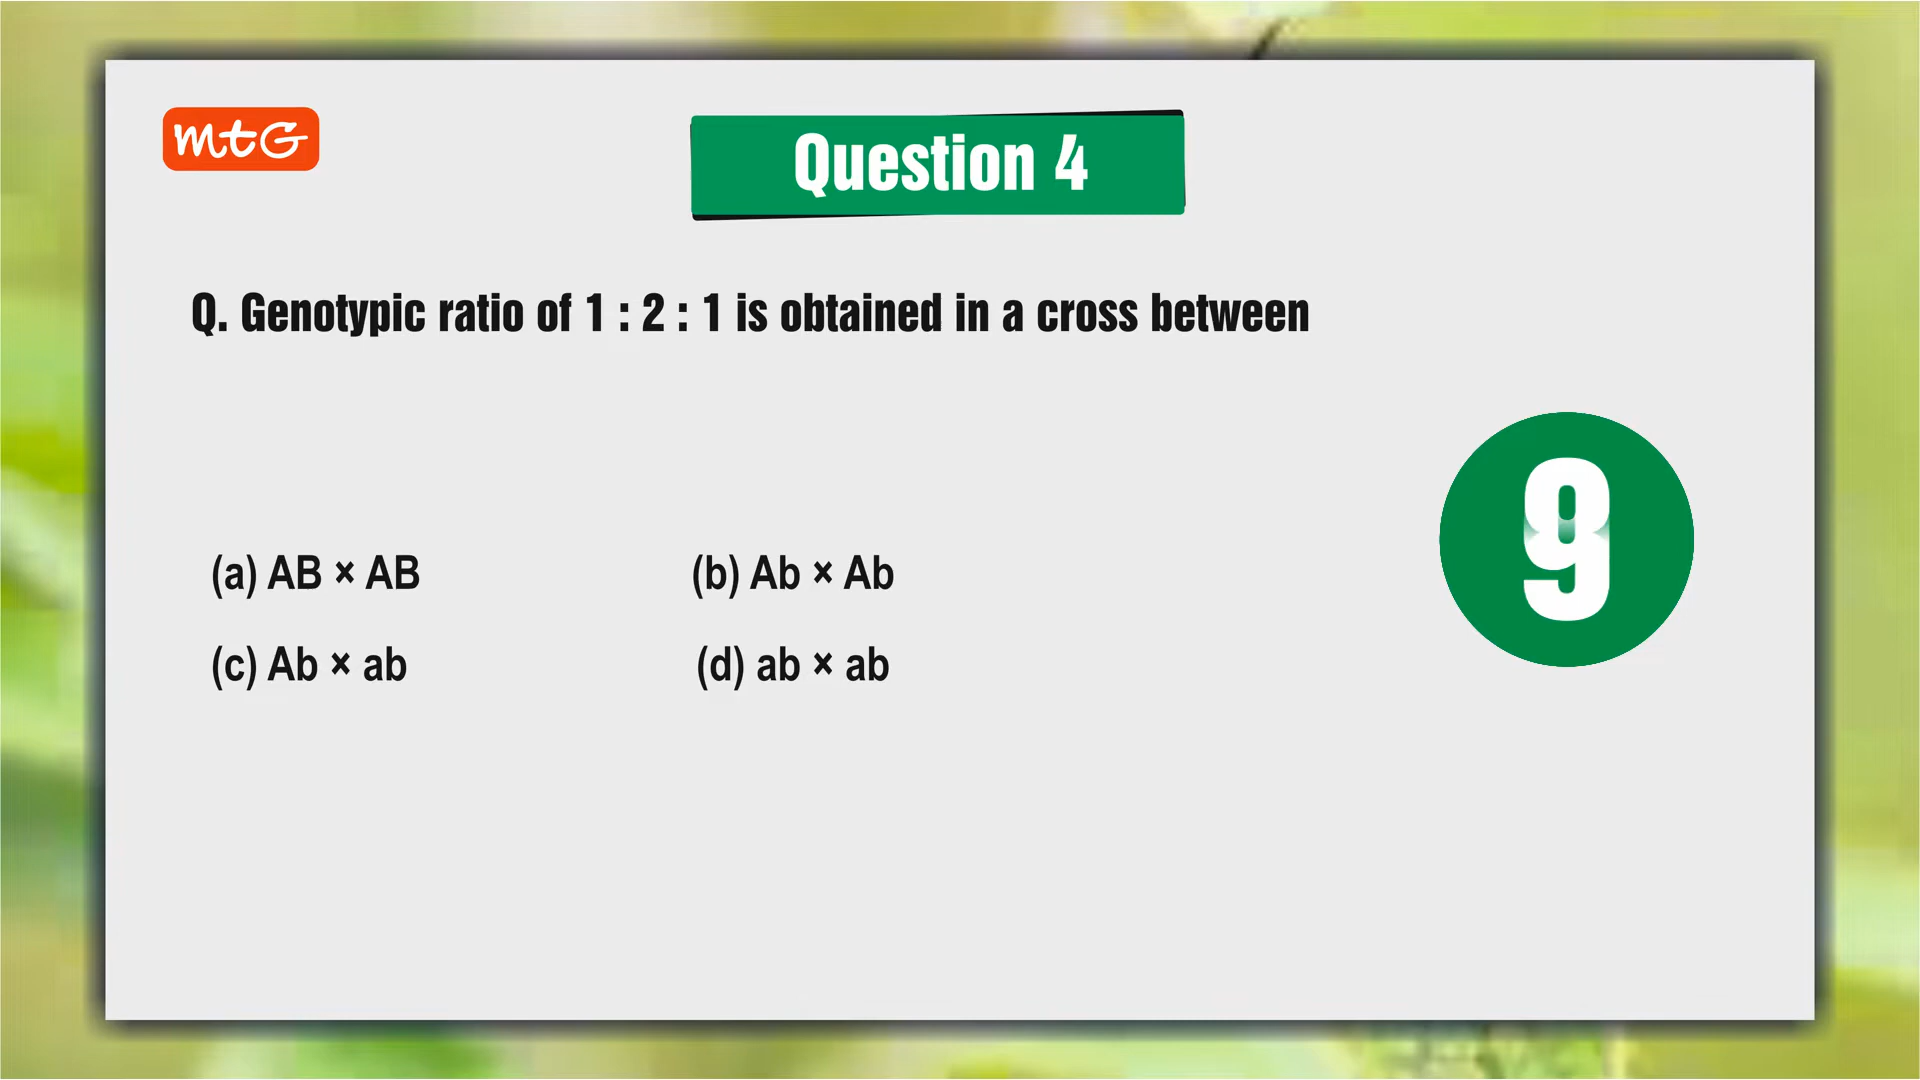 mtG
Question 4
Q. Genotypic ratio of 1 : 2 : 1 is obtained in a cross between
9
(a) AB × AB (b) Ab × Ab
(c) Ab × ab (d) ab × ab